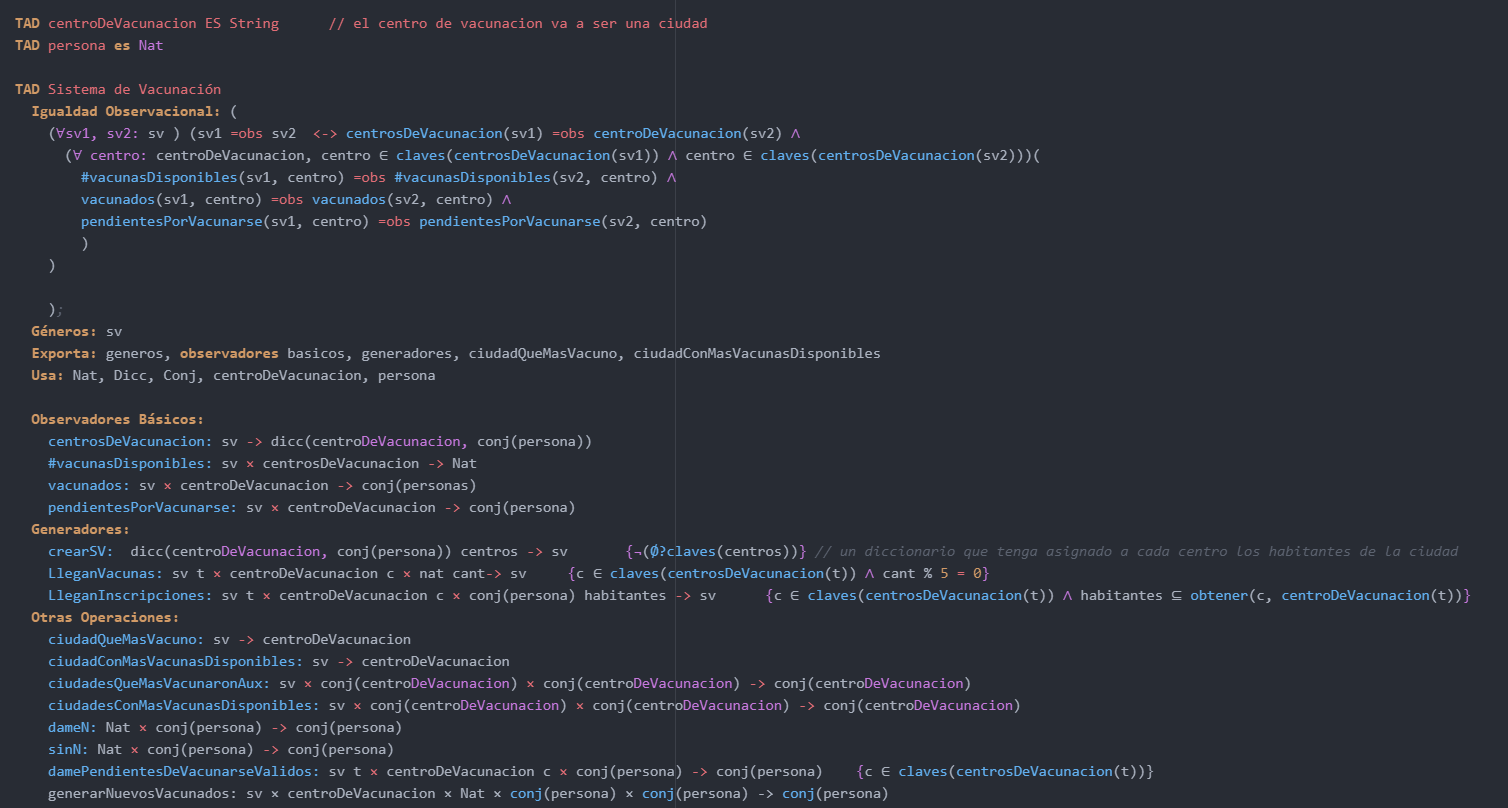 TAD centroDeVacunacion ES String // el centro de vacunacion va a ser una ciudad
TAD persona es Nat
TAD Sistema de Vacunación
Igualdad Observacional: (
(∀sv1, sv2: sv ) (sv1 =obs sv2 <-> centrosDeVacunacion(sv1) =obs centroDeVacunacion(sv2) ∧
(∀ centro: centroDeVacunacion, centro ∈ claves(centrosDeVacunacion(sv1)) ∧ centro ∈ claves(centrosDeVacunacion(sv2)))(
#vacunasDisponibles(sv1, centro) =obs #vacunasDisponibles(sv2, centro) ∧
vacunados(sv1, centro) =obs vacunados(sv2, centro) ∧
pendientesPorVacunarse(sv1, centro) =obs pendientesPorVacunarse(sv2, centro)
)
)
);
Géneros: sv
Exporta: generos, observadores basicos, generadores, ciudadQueMasVacuno, ciudadConMasVacunasDisponibles
Usa: Nat, Dicc, Conj, centroDeVacunacion, persona
Observadores Básicos:
centrosDeVacunacion: sv -> dicc(centroDeVacunacion, conj(persona))
#vacunasDisponibles: sv × centrosDeVacunacion -> Nat
vacunados: sv × centroDeVacunacion -> conj(personas)
pendientesPorVacunarse: sv × centroDeVacunacion -> conj(persona)
Generadores:
crearSV: dicc(centroDeVacunacion, conj(persona)) centros -> sv {¬(Ø?claves(centros))} // un diccionario que tenga asignado a cada centro los habitantes de la ciudad
LleganVacunas: sv t × centroDeVacunacion c × nat cant-> sv {c ∈ claves(centrosDeVacunacion(t)) ∧ cant % 5 = 0}
LleganInscripciones: sv t × centroDeVacunacion c × conj(persona) habitantes -> sv {c ∈ claves(centrosDeVacunacion(t)) ∧ habitantes ⊆ obtener(c, centroDeVacunacion(t))}
Otras Operaciones:
ciudadQueMasVacuno: sv -> centroDeVacunacion
ciudadConMasVacunasDisponibles: sv -> centroDeVacunacion
ciudadesQueMasVacunaronAux: sv × conj(centroDeVacunacion) × conj(centroDeVacunacion) -> conj(centroDeVacunacion)
ciudadesConMasVacunasDisponibles: sv × conj(centroDeVacunacion) × conj(centroDeVacunacion) -> conj(centroDeVacunacion)
dameN: Nat × conj(persona) -> conj(persona)
sinN: Nat × conj(persona) -> conj(persona)
damePendientesDeVacunarseValidos: sv t × centroDeVacunacion c × conj(persona) -> conj(persona) {c ∈ claves(centrosDeVacunacion(t))}
generarNuevosVacunados: sv × centroDeVacunacion × Nat × conj(persona) × conj(persona) -> conj(persona)